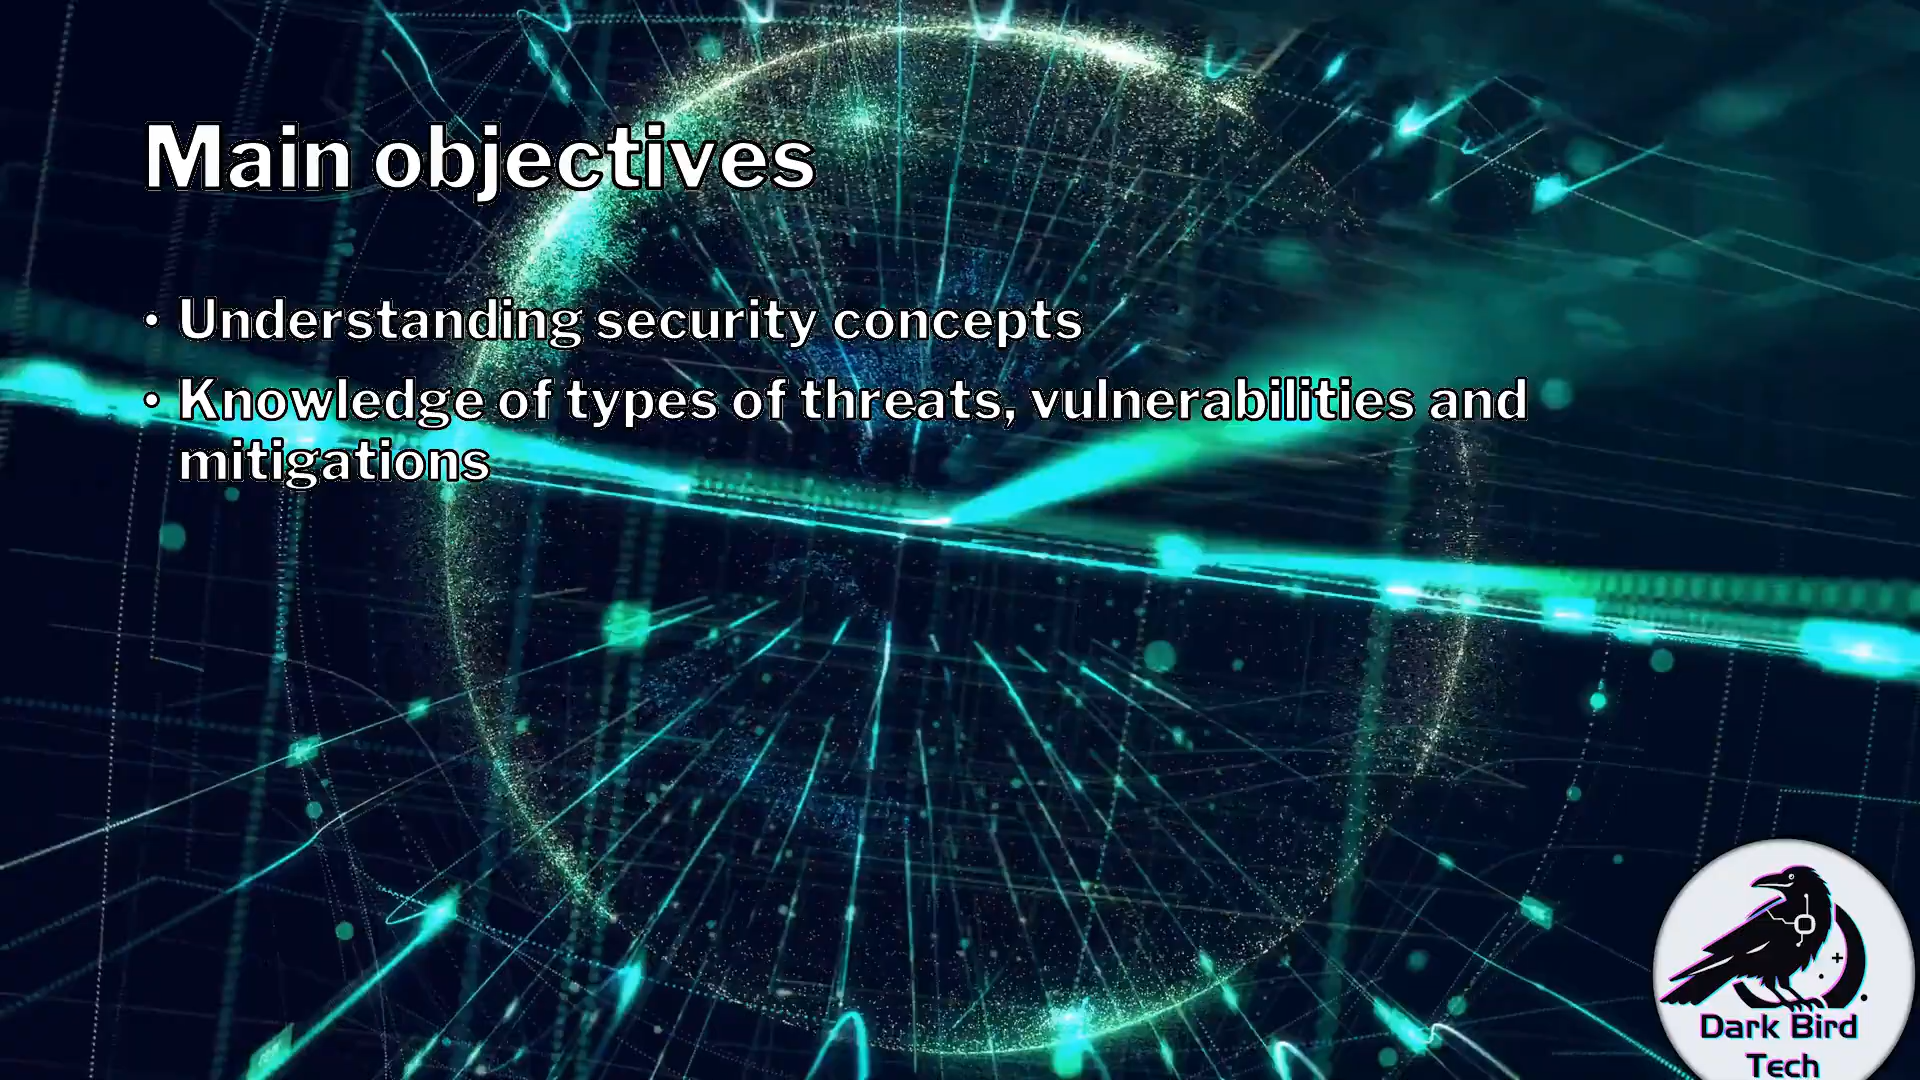 Main objectives
• Understanding security concepts
• Knowledge of types of threats, vulnerabilities and
mitigations
Dark Bird
Tech